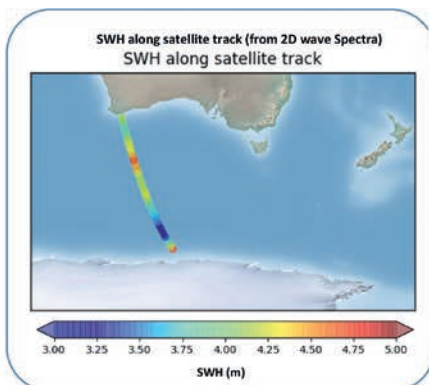 SWH along satellite track (from 2D wave Spectra)
SWH along satellite track
3.00 3.25 3.50 3.75 4.00 4.25 4.50 4.75 5.00
SWH (m)